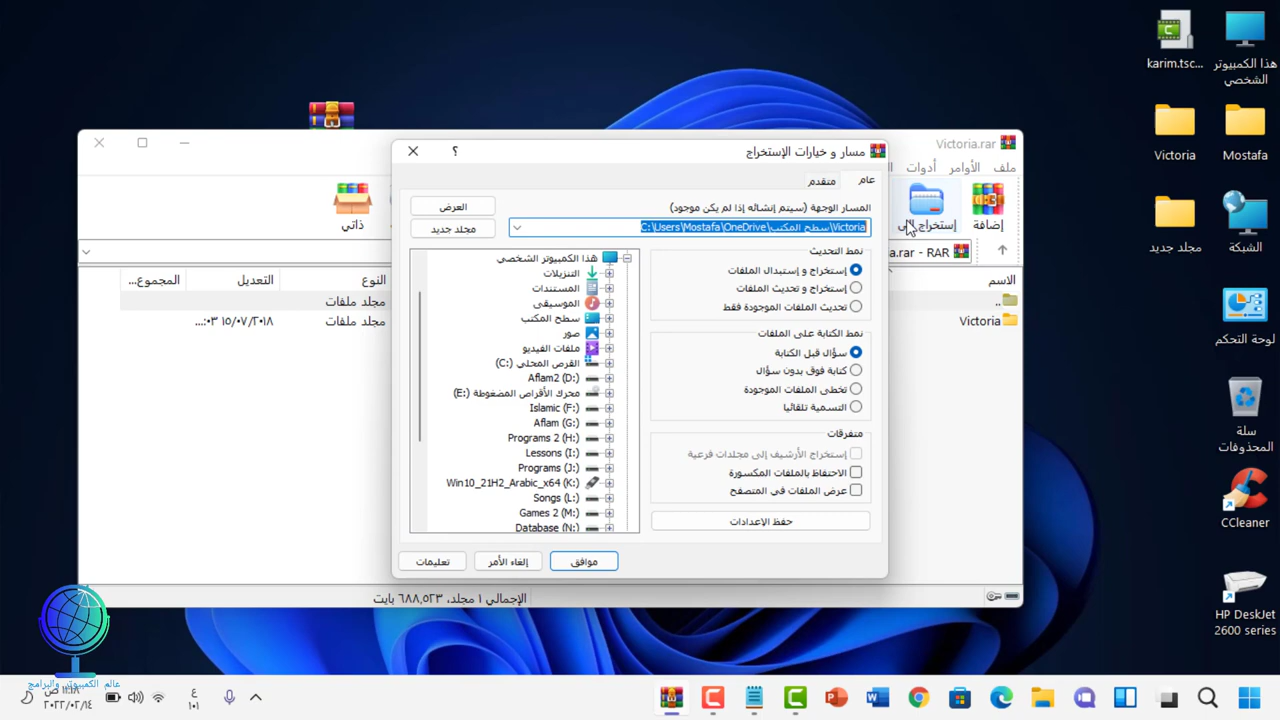 karim.tsc...
هذا الكمبيوتر
الشخصي
Victoria
Mostafa
مجلد جديد
الشبكة
لوحة التحكم
سلة
المحذوفات
CCleaner
HP DeskJet
2600 series
Victoria.rar
ملف
الأوامر
أدوات
إضافة
إستخراج إلى
ذاتي
a.rar - RAR
الاسم
النوع
التعديل
المجموع...
..
مجلد ملفات
Victoria
مجلد ملفات
١٥/٠٧/٢٠١٨ ٠٣:...
الإجمالي ١ مجلد, ٦٨٨,٥٢٣ بايت
مسار و خيارات الإستخراج
؟
عام
متقدم
المسار الوجهة (سيتم إنشائه إذا لم يكن موجود)
العرض
C:\Users\Mostafa\OneDrive\سطح المكتب\Victoria
مجلد جديد
نمط التحديث
إستخراج و إستبدال الملفات
إستخراج و تحديث الملفات
تحديث الملفات الموجودة فقط
نمط الكتابة على الملفات
سؤال قبل الكتابة
كتابة فوق بدون سؤال
تخطى الملفات الموجودة
التسمية تلقائيا
متفرقات
إستخراج الأرشيف إلى مجلدات فرعية
الاحتفاظ بالملفات المكسورة
عرض الملفات في المتصفح
حفظ الإعدادات
هذا الكمبيوتر الشخصي
التنزيلات
المستندات
الموسيقى
سطح المكتب
صور
ملفات الفيديو
القرص المحلي (C:)
Aflam2 (D:)
محرك الأقراص المضغوطة (E:)
Islamic (F:)
Aflam (G:)
Programs 2 (H:)
Lessons (I:)
Programs (J:)
Win10_21H2_Arabic_x64 (K:)
Songs (L:)
Games 2 (M:)
Database (N:)
موافق
إلغاء الأمر
تعليمات
عالم الكمبيوتر والبرامج
١١:١٨ ص
٢٠٢٢/٠٢/١٤
ع
١٠١